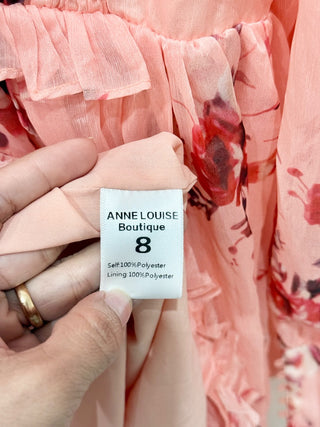 ANNE LOUISE
Boutique
8
Self:100%Polyester
Lining:100%Polyester